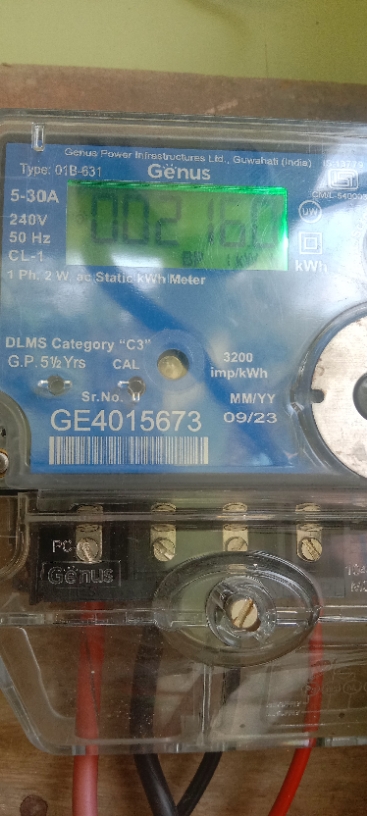 Genus Power Infrastructures Ltd., Guwahati (India)
Type: 01B-631
Genus
5-30A
240V
50 Hz
CL-1
kWh
1 Ph. 2 W. ac Static kWh Meter
DLMS Category "C3"
G.P. 5½ Yrs
CAL
3200
imp/kWh
Sr.No.
MM/YY
GE4015673
09/23
Genus